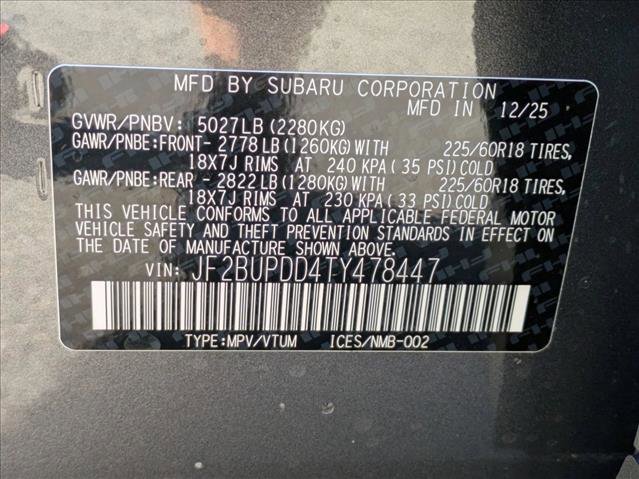 MFD BY SUBARU CORPORATION
MFD IN 12/25
GVWR/PNBV: 5027LB(2280KG)
GAWR/PNBE:FRONT- 2778 LB(1260KG)WITH 225/60R18 TIRES,
18X7J RIMS AT 240 KPA(35 PSI)COLD
GAWR/PNBE:REAR - 2822 LB(1280KG)WITH 225/60R18 TIRES,
18X7J RIMS AT 230 KPA(33 PSI)COLD
THIS VEHICLE CONFORMS TO ALL APPLICABLE FEDERAL MOTOR
VEHICLE SAFETY AND THEFT PREVENTION STANDARDS IN EFFECT
ON THE DATE OF MANUFACTURE SHOWN ABOVE.
VIN: JF2BUPDD4TY478447
TYPE:MPV/VTUM ICES/NMB-002